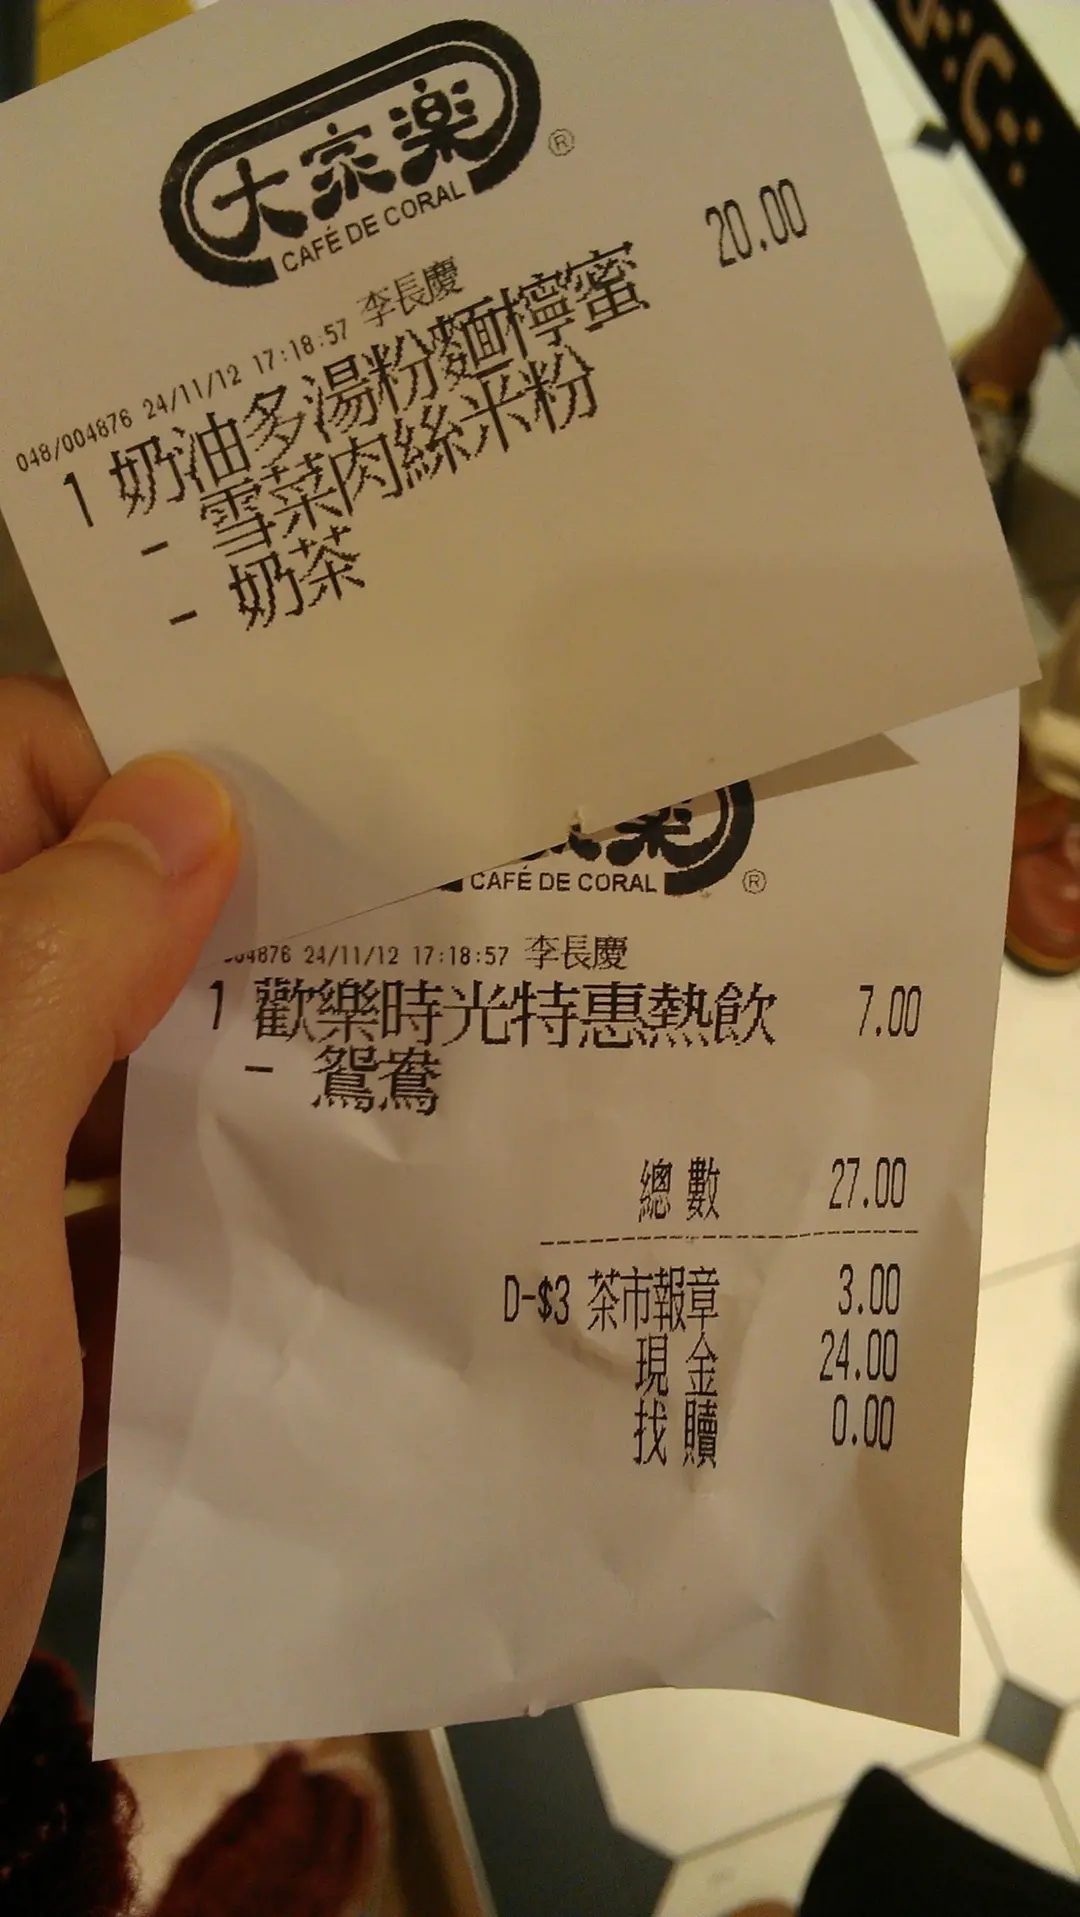 大家樂
CAFÉ DE CORAL ®
048/004876 24/11/12 17:18:57 李長慶
1 奶油多湯粉麵檸蜜 20.00
- 雪菜肉絲米粉
- 奶茶
樂
CAFÉ DE CORAL ®
004876 24/11/12 17:18:57 李長慶
1 歡樂時光特惠熱飲 7.00
- 鴛鴦
總數 27.00
D-$3 茶市報章 3.00
現金 24.00
找贖 0.00